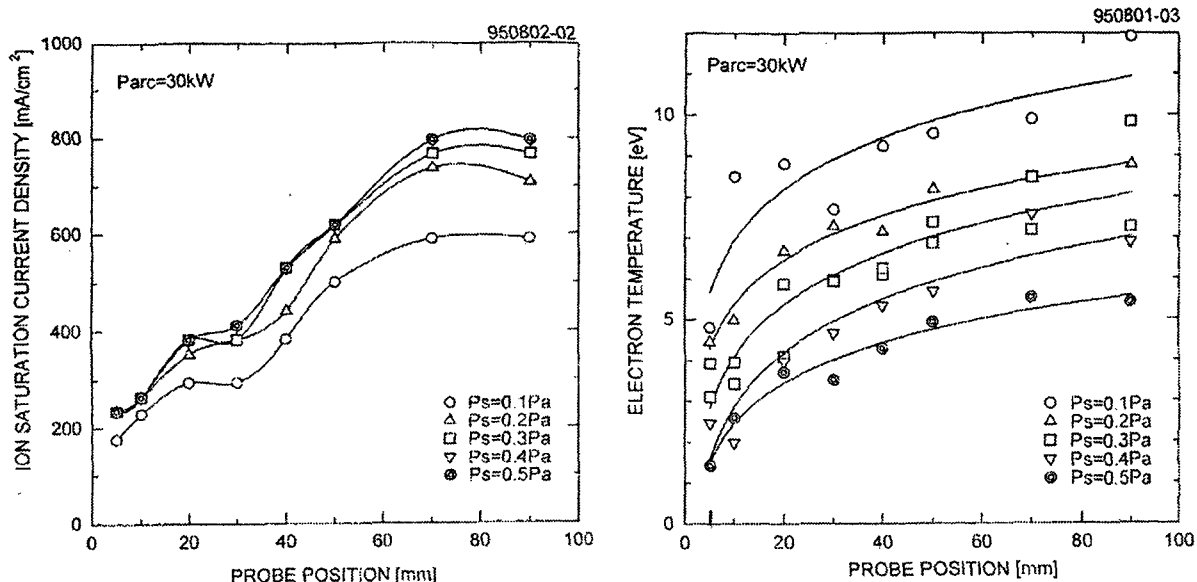 950802-02
1000
800
600
400
200
0
Parc=30kW
Ps=0.1Pa
Ps=0.2Pa
Ps=0.3Pa
Ps=0.4Pa
Ps=0.5Pa
0 20 40 60 80 100
PROBE POSITION [mm]
ION SATURATION CURRENT DENSITY [mA/cm²]
950801-03
10
5
0
Parc=30kW
Ps=0.1Pa
Ps=0.2Pa
Ps=0.3Pa
Ps=0.4Pa
Ps=0.5Pa
0 20 40 60 80 100
PROBE POSITION [mm]
ELECTRON TEMPERATURE [eV]